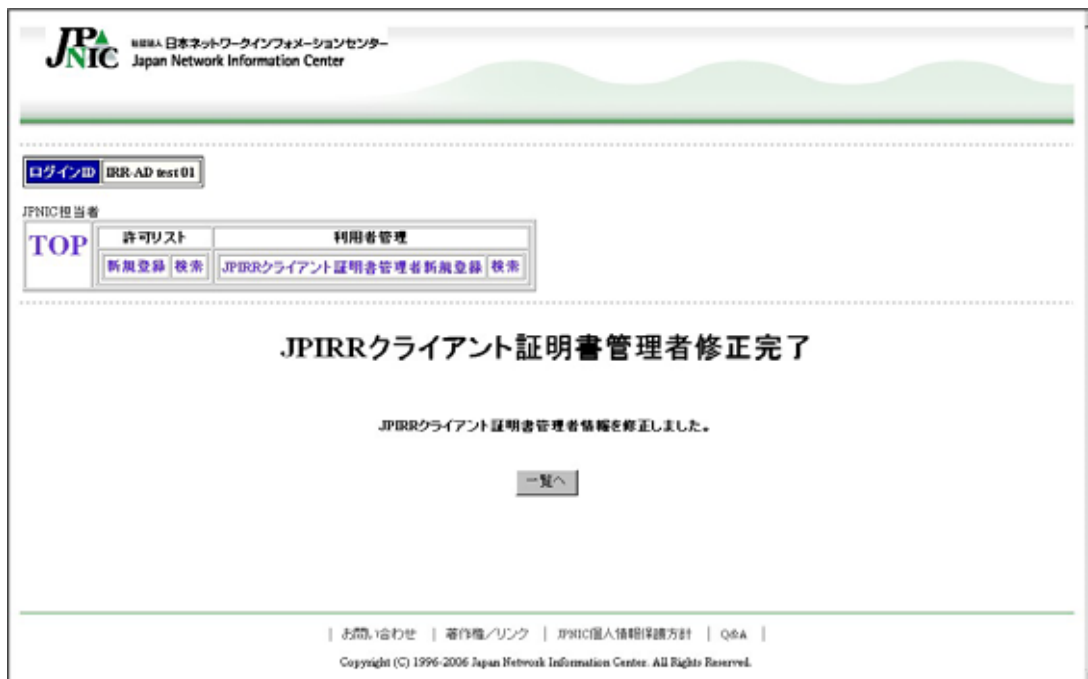 JPNIC 社団法人 日本ネットワークインフォメーションセンター
Japan Network Information Center
ログインID IRR-AD test 01
JPNIC担当者
TOP 許可リスト 利用者管理
新規登録 検索 JPIRRクライアント証明書管理者新規登録 検索
JPIRRクライアント証明書管理者修正完了
JPIRRクライアント証明書管理者情報を修正しました。
一覧へ
| お問い合わせ | 著作権／リンク | JPNIC個人情報保護方針 | Q&A |
Copyright (C) 1996-2006 Japan Network Information Center. All Rights Reserved.